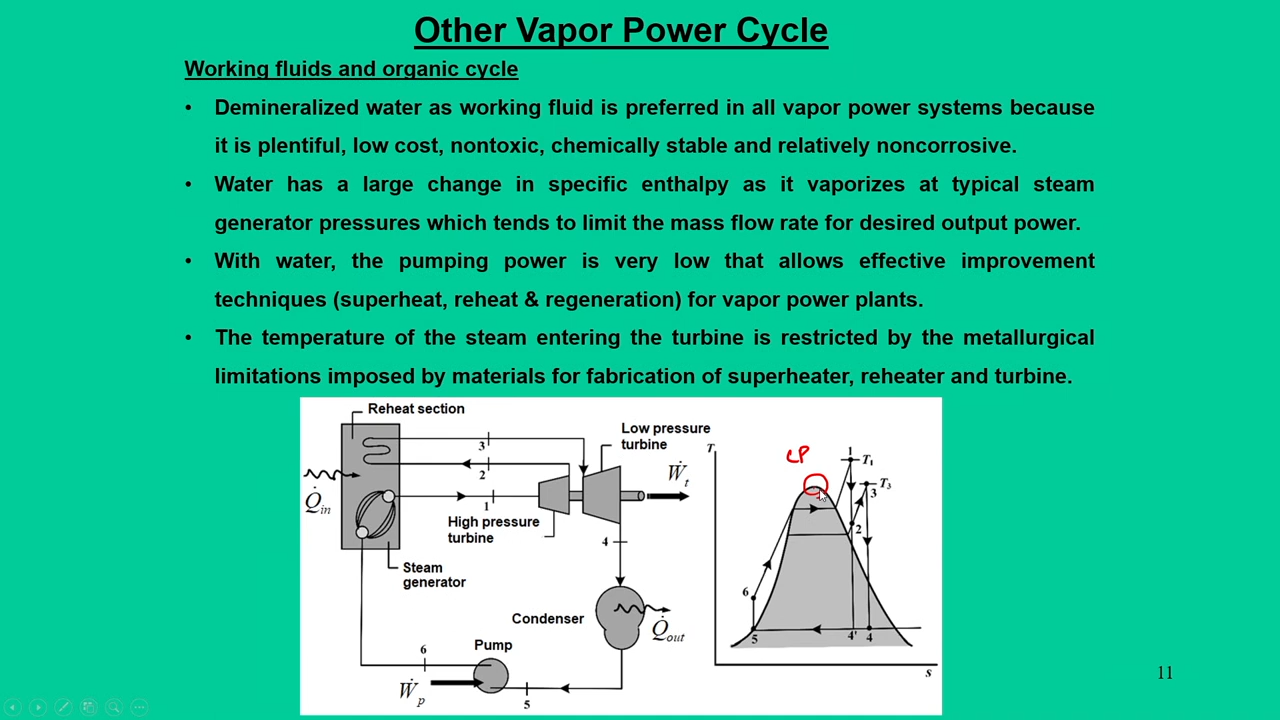 Other Vapor Power Cycle
Working fluids and organic cycle
• Demineralized water as working fluid is preferred in all vapor power systems because
it is plentiful, low cost, nontoxic, chemically stable and relatively noncorrosive.
• Water has a large change in specific enthalpy as it vaporizes at typical steam
generator pressures which tends to limit the mass flow rate for desired output power.
• With water, the pumping power is very low that allows effective improvement
techniques (superheat, reheat & regeneration) for vapor power plants.
• The temperature of the steam entering the turbine is restricted by the metallurgical
limitations imposed by materials for fabrication of superheater, reheater and turbine.
Reheat section
3
2
1
Q̇in
High pressure
turbine
Low pressure
turbine
Ẇt
4
Steam
generator
Condenser
Q̇out
Pump
6
Ẇp
5
T
CP
1
T₁
T₃
3
2
6
5
4'
4
s
11